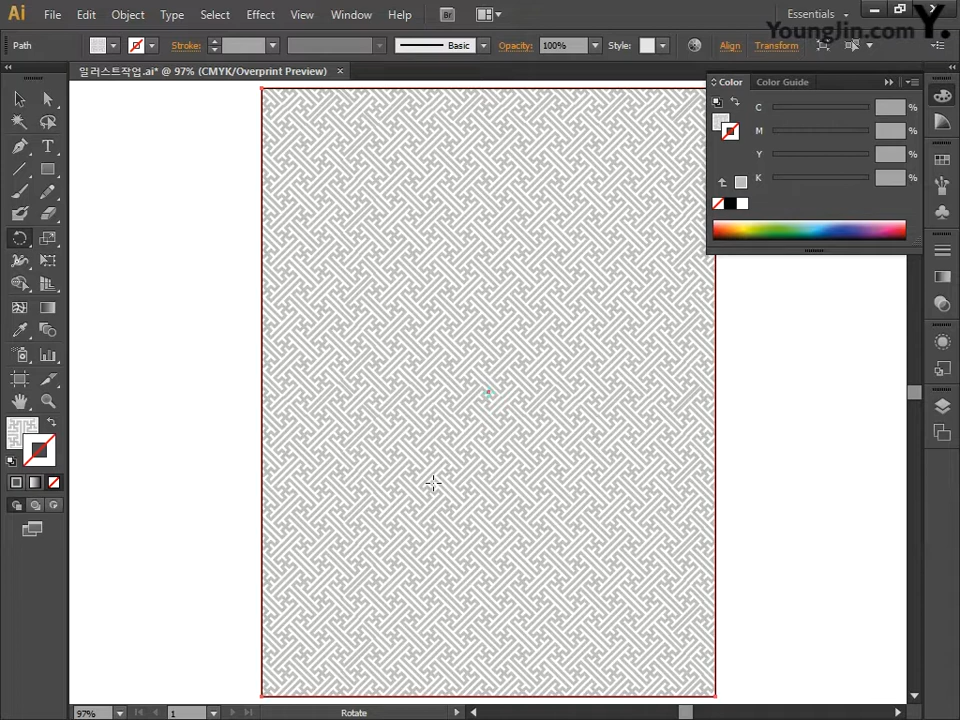 Ai File Edit Object Type Select Effect View Window Help Br Essentials
YoungJin.com Y.
Path Stroke: Basic Opacity: 100% Style: Align Transform
일러스트작업.ai* @ 97% (CMYK/Overprint Preview) ×
Color Color Guide
C %
M %
Y %
K %
T
97% 1 Rotate